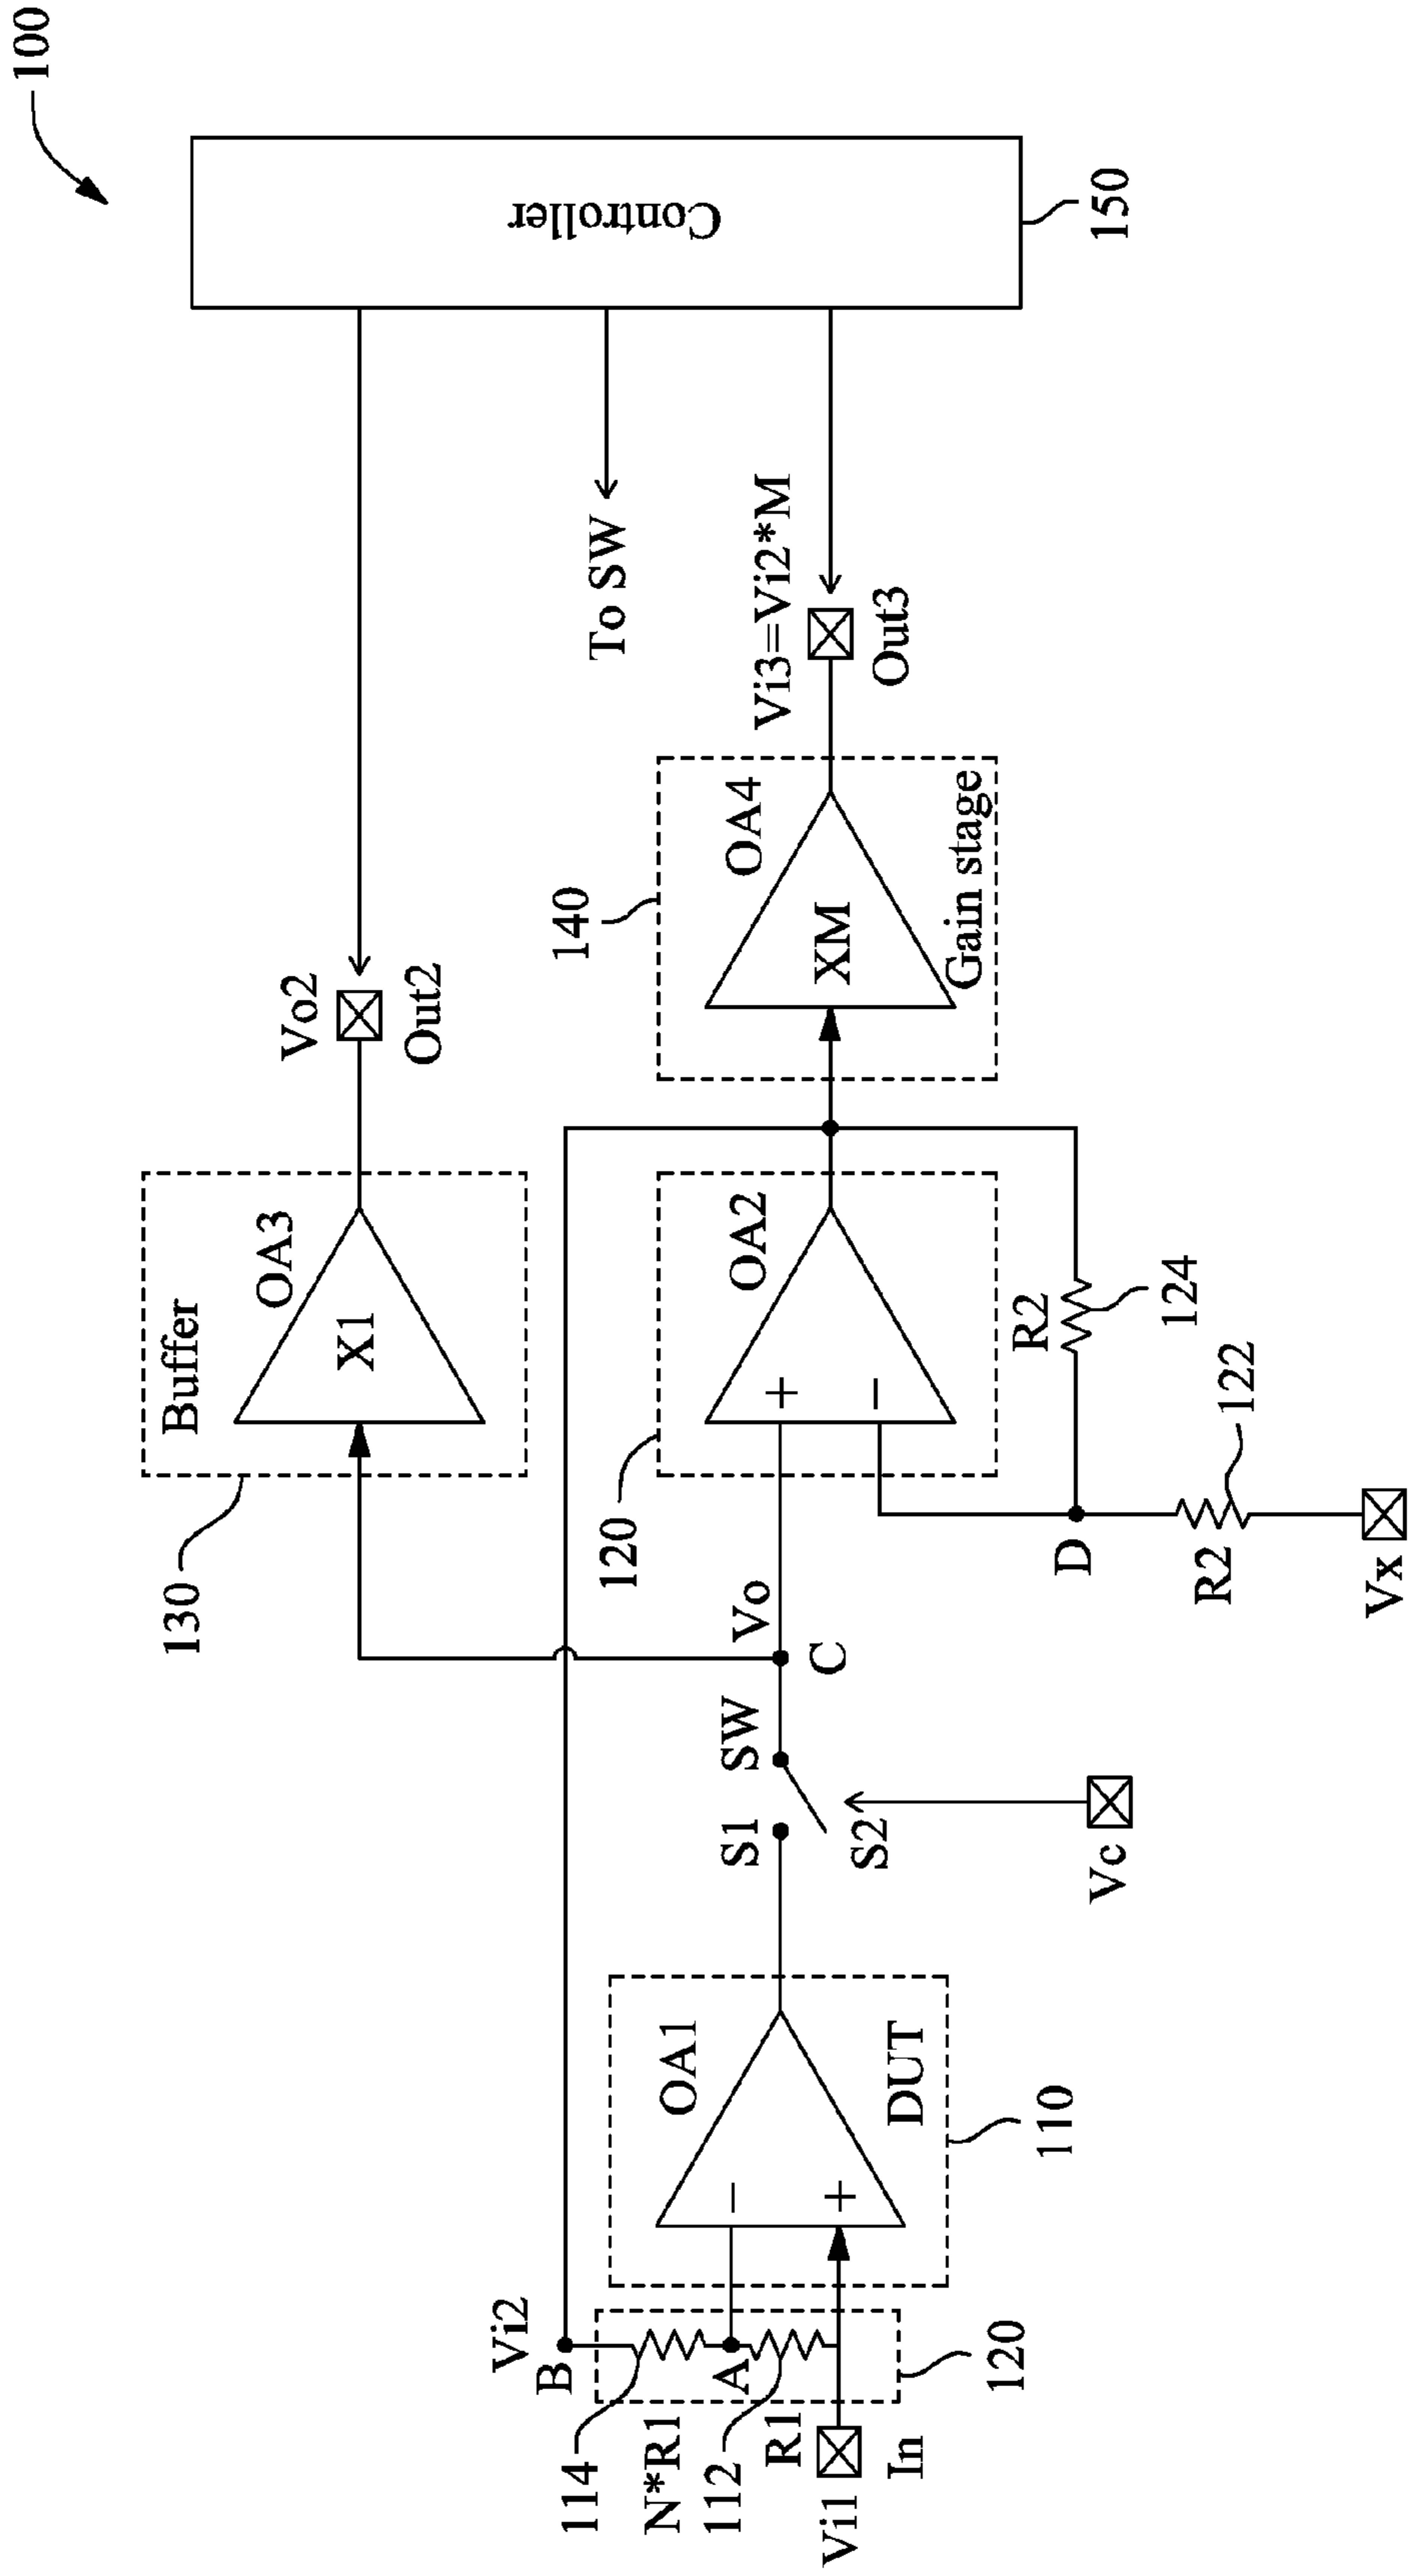 100
Controller
150
To SW
Vi3=Vi2*M
Out3
Vo2
Out2
140
OA4
XM
Gain stage
130
Buffer
OA3
X1
120
OA2
+
−
R2
124
D
R2
122
Vx
Vo
C
SW
S1
S2
Vc
OA1
−
+
DUT
110
Vi2
B
A
120
114
N*R1
112
R1
Vi1
In